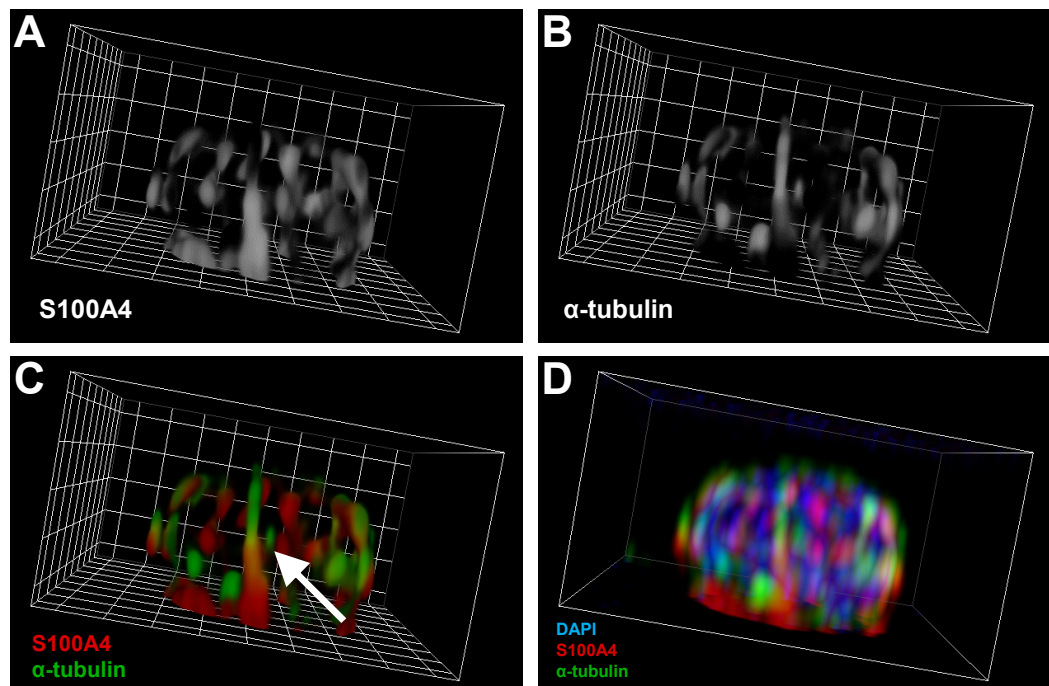 A
S100A4
B
α-tubulin
C
S100A4
α-tubulin
D
DAPI
S100A4
α-tubulin